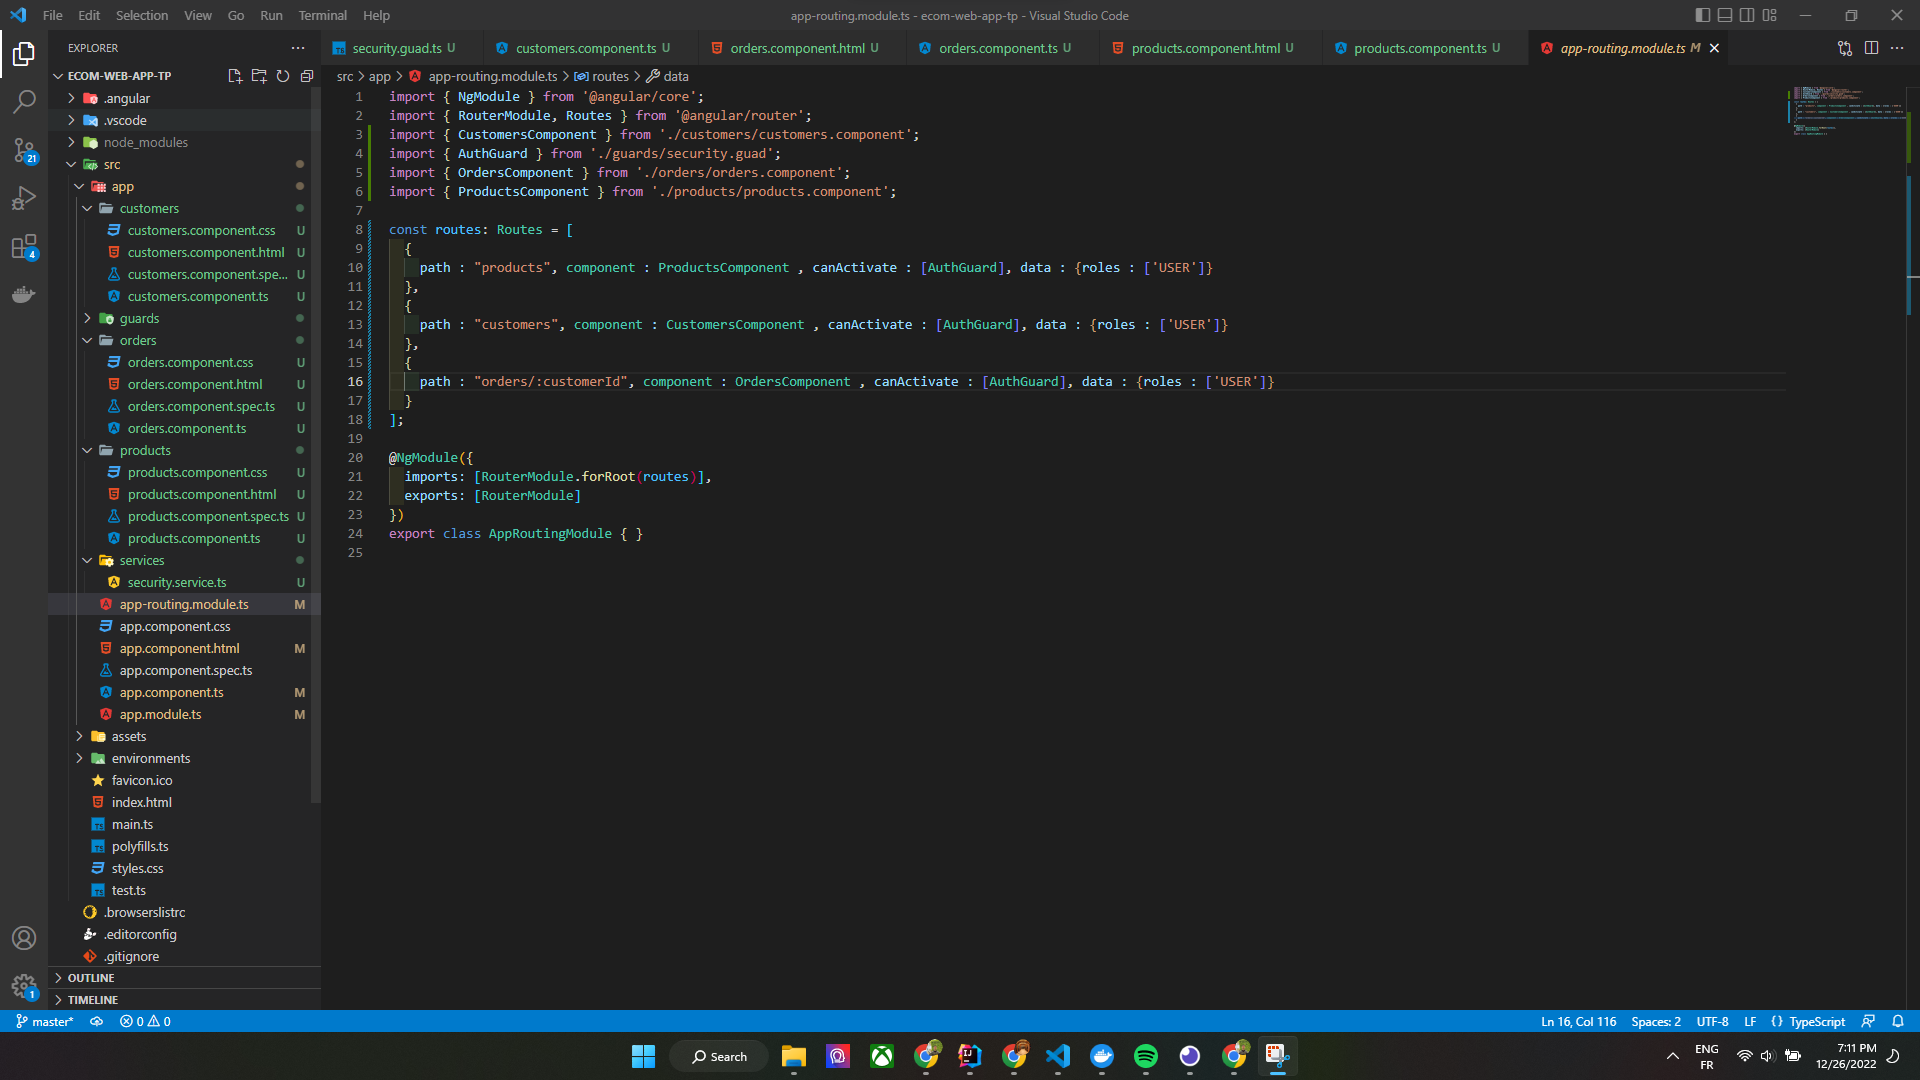 File Edit Selection View Go Run Terminal Help
app-routing.module.ts - ecom-web-app-tp - Visual Studio Code
EXPLORER
ECOM-WEB-APP-TP
.angular
.vscode
node_modules
src
app
customers
customers.component.css U
customers.component.html U
customers.component.spe... U
customers.component.ts U
guards
orders
orders.component.css U
orders.component.html U
orders.component.spec.ts U
orders.component.ts U
products
products.component.css U
products.component.html U
products.component.spec.ts U
products.component.ts U
services
security.service.ts U
app-routing.module.ts M
app.component.css
app.component.html M
app.component.spec.ts
app.component.ts M
app.module.ts M
assets
environments
favicon.ico
index.html
main.ts
polyfills.ts
styles.css
test.ts
.browserslistrc
.editorconfig
.gitignore
OUTLINE
TIMELINE
21
4
1
security.guad.ts U customers.component.ts U orders.component.html U orders.component.ts U products.component.html U products.component.ts U app-routing.module.ts M
src > app > app-routing.module.ts > routes > data
1 import { NgModule } from '@angular/core';
2 import { RouterModule, Routes } from '@angular/router';
3 import { CustomersComponent } from './customers/customers.component';
4 import { AuthGuard } from './guards/security.guad';
5 import { OrdersComponent } from './orders/orders.component';
6 import { ProductsComponent } from './products/products.component';
7
8 const routes: Routes = [
9 {
10 path : "products", component : ProductsComponent , canActivate : [AuthGuard], data : {roles : ['USER']}
11 },
12 {
13 path : "customers", component : CustomersComponent , canActivate : [AuthGuard], data : {roles : ['USER']}
14 },
15 {
16 path : "orders/:customerId", component : OrdersComponent , canActivate : [AuthGuard], data : {roles : ['USER']}
17 }
18 ];
19
20 @NgModule({
21 imports: [RouterModule.forRoot(routes)],
22 exports: [RouterModule]
23 })
24 export class AppRoutingModule { }
25
master* 0 0
Ln 16, Col 116 Spaces: 2 UTF-8 LF {} TypeScript
Search
ENG
FR
7:11 PM
12/26/2022